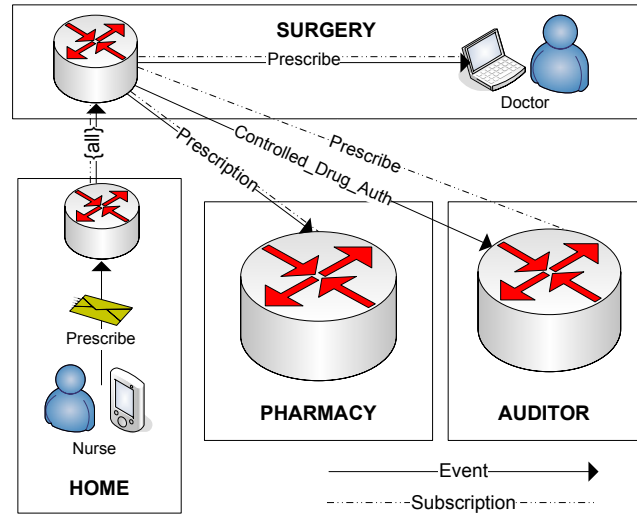 SURGERY
Prescribe
Doctor
{all}
Prescription
Controlled_Drug_Auth
Prescribe
Prescribe
Nurse
HOME
PHARMACY
AUDITOR
Event
Subscription